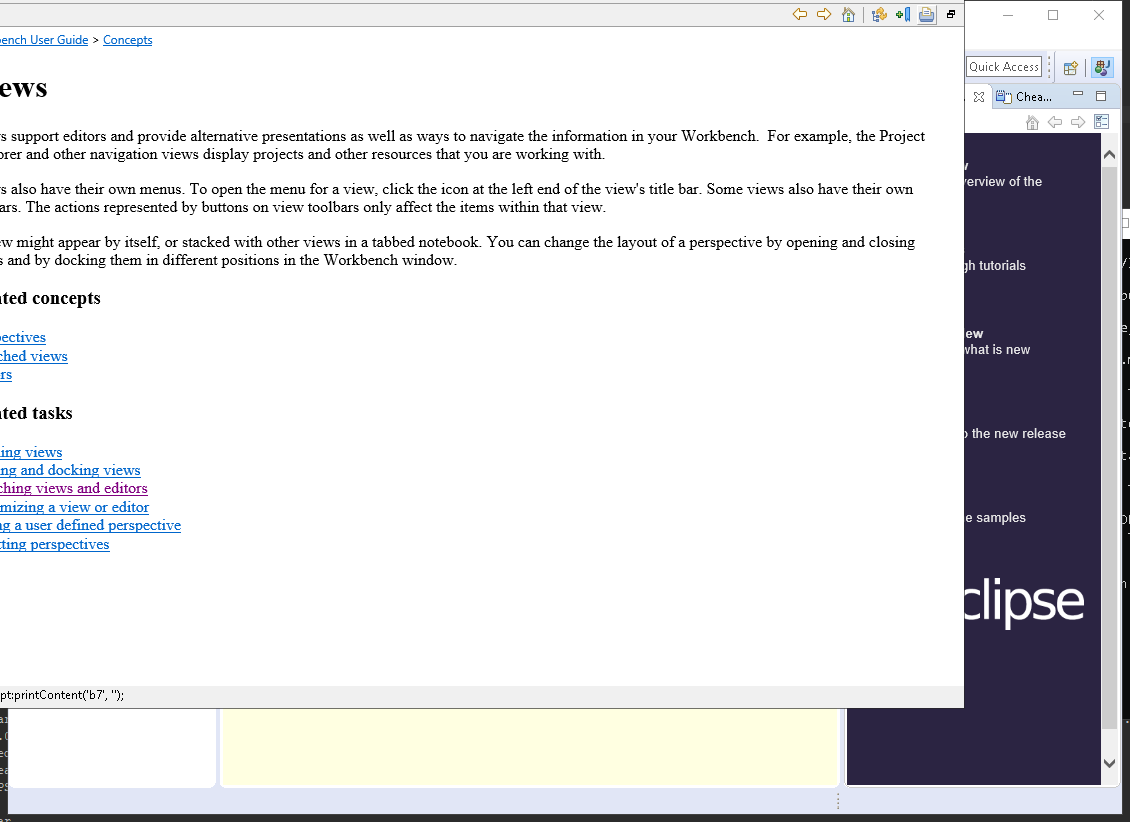 ench User Guide > Concepts
ews
s support editors and provide alternative presentations as well as ways to navigate the information in your Workbench.  For example, the Project
orer and other navigation views display projects and other resources that you are working with.
s also have their own menus. To open the menu for a view, click the icon at the left end of the view's title bar. Some views also have their own
ars. The actions represented by buttons on view toolbars only affect the items within that view.
ew might appear by itself, or stacked with other views in a tabbed notebook. You can change the layout of a perspective by opening and closing
s and by docking them in different positions in the Workbench window.
ted concepts
ectives
ched views
rs
ted tasks
ing views
ng and docking views
ching views and editors
mizing a view or editor
ng a user defined perspective
tting perspectives
pt:printContent('b7', '');
Quick Access
Chea...
w
verview of the
gh tutorials
ew
what is new
o the new release
e samples
clipse